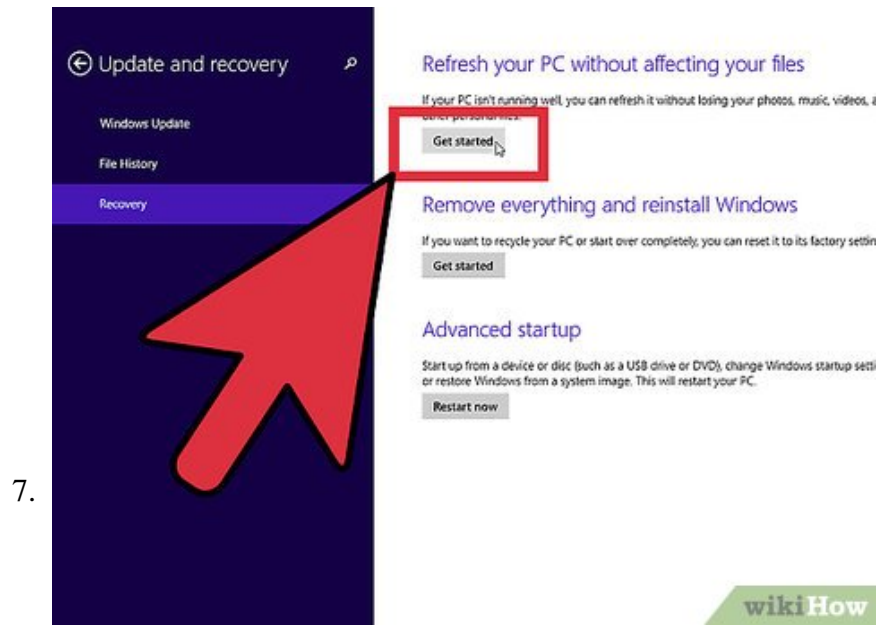 Update and recovery
Windows Update
File History
Recovery
Refresh your PC without affecting your files
If your PC isn't running well, you can refresh it without losing your photos, music, videos, a
other personal files.
Get started
Remove everything and reinstall Windows
If you want to recycle your PC or start over completely, you can reset it to its factory settin
Get started
Advanced startup
Start up from a device or disc (such as a USB drive or DVD), change Windows startup setti
or restore Windows from a system image. This will restart your PC.
Restart now
7.
wikiHow